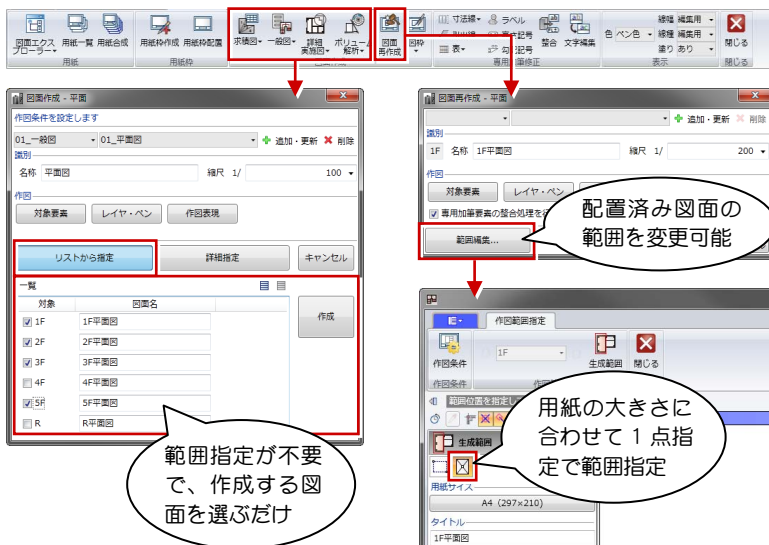 図面エクス
プローラー
用紙一覧
用紙合成
用紙
用紙枠作成
用紙枠配置
用紙枠
求積図
一般図
詳細
実施図
ボリューム
解析
図面
再作成
図枠
寸法線
ラベル
表
整合
文字編集
色
ペン色
線幅
編集用
線種
編集用
塗り
あり
表示
閉じる
閉じる
図面作成 - 平面
作図条件を設定します
01_一般図
01_平面図
追加・更新
削除
識別
名称
平面図
縮尺 1/
100
作図
対象要素
レイヤ・ペン
作図表現
リストから指定
詳細指定
キャンセル
一覧
対象
図面名
作成
1F
1F平面図
2F
2F平面図
3F
3F平面図
4F
4F平面図
5F
5F平面図
R
R平面図
範囲指定が不要
で、作成する図
面を選ぶだけ
図面再作成 - 平面
追加・更新
削除
識別
1F
名称
1F平面図
縮尺 1/
200
作図
対象要素
レイヤ・ペン
専用加筆要素の整合処理を
範囲編集...
配置済み図面の
範囲を変更可能
作図範囲指定
作図条件
1F
生成範囲
閉じる
作図条件
範囲位置を指定し
生成範囲
用紙サイズ
A4 (297×210)
タイトル
1F平面図
用紙の大きさに
合わせて 1 点指
定で範囲指定